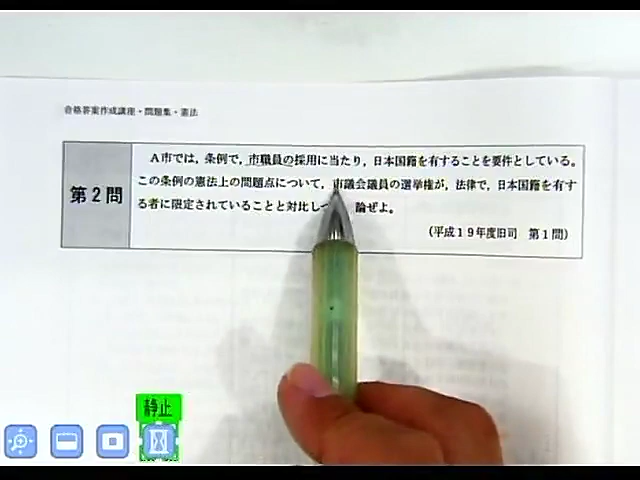 合格答案作成講座・問題集・憲法
第2問
A市では，条例で，市職員の採用に当たり，日本国籍を有することを要件としている。
この条例の憲法上の問題点について，市議会議員の選挙権が，法律で，日本国籍を有す
る者に限定されていることと対比し 論ぜよ。
（平成19年度旧司 第1問）
静止